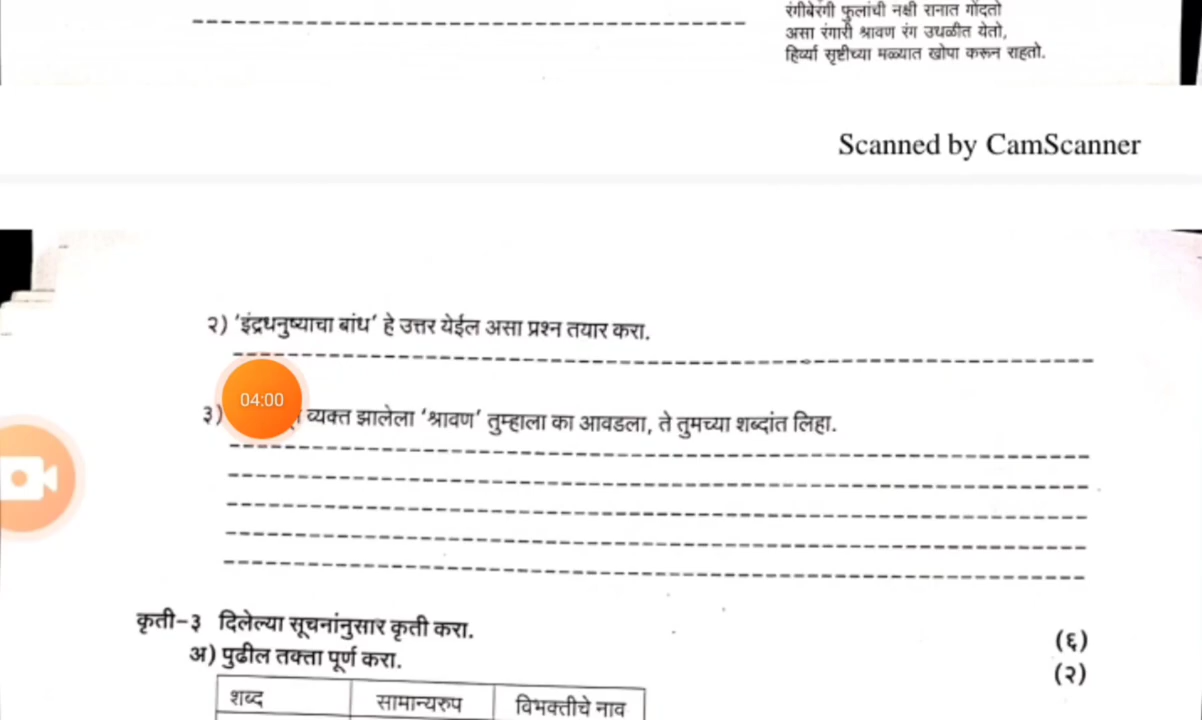 रंगीबेरंगी फुलांची नक्षी रानात गोंदतो
असा रंगारी श्रावण रंग उधळीत येतो,
हिर्व्या सृष्टीच्या मळ्यात खोपा करून राहतो.
Scanned by CamScanner
२) ‘इंद्रधनुष्याचा बांध’ हे उत्तर येईल असा प्रश्न तयार करा.
04:00
३) व्यक्त झालेला ‘श्रावण’ तुम्हाला का आवडला, ते तुमच्या शब्दांत लिहा.
कृती-३ दिलेल्या सूचनांनुसार कृती करा. (६)
अ) पुढील तक्ता पूर्ण करा. (२)
शब्द सामान्यरुप विभक्तीचे नाव